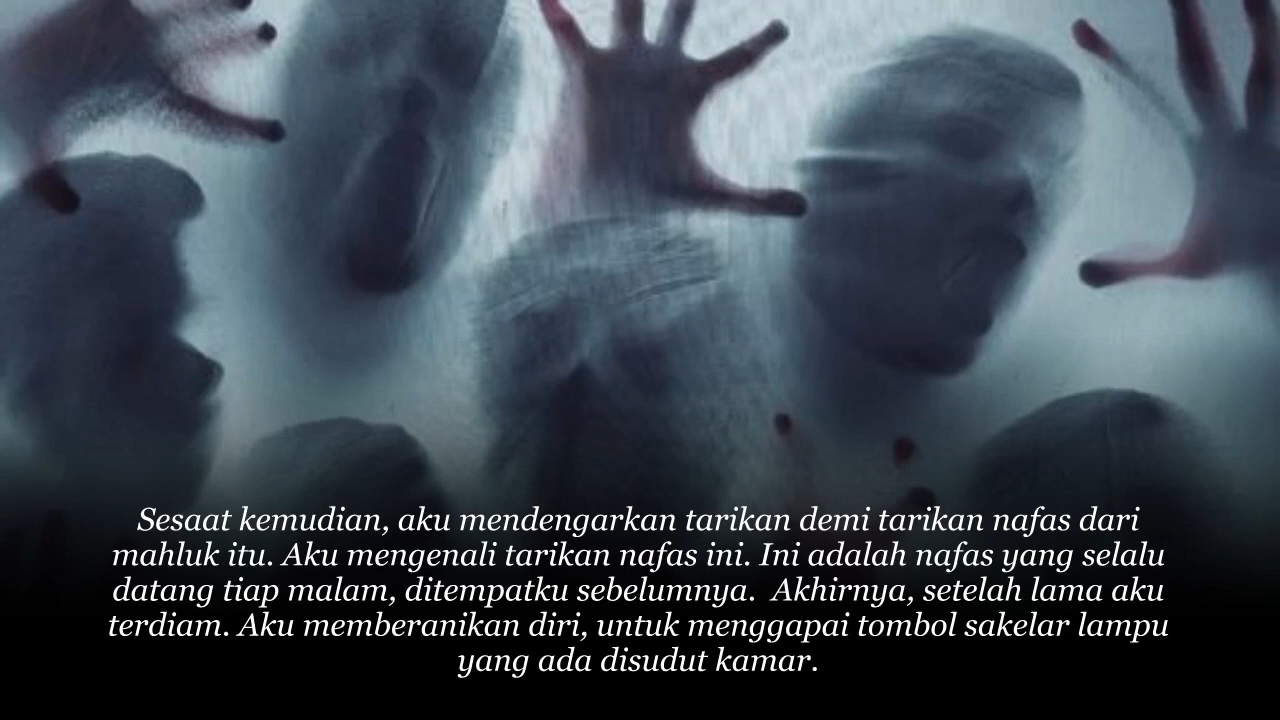 Sesaat kemudian, aku mendengarkan tarikan demi tarikan nafas dari
mahluk itu. Aku mengenali tarikan nafas ini. Ini adalah nafas yang selalu
datang tiap malam, ditempatku sebelumnya.  Akhirnya, setelah lama aku
terdiam. Aku memberanikan diri, untuk menggapai tombol sakelar lampu
yang ada disudut kamar.